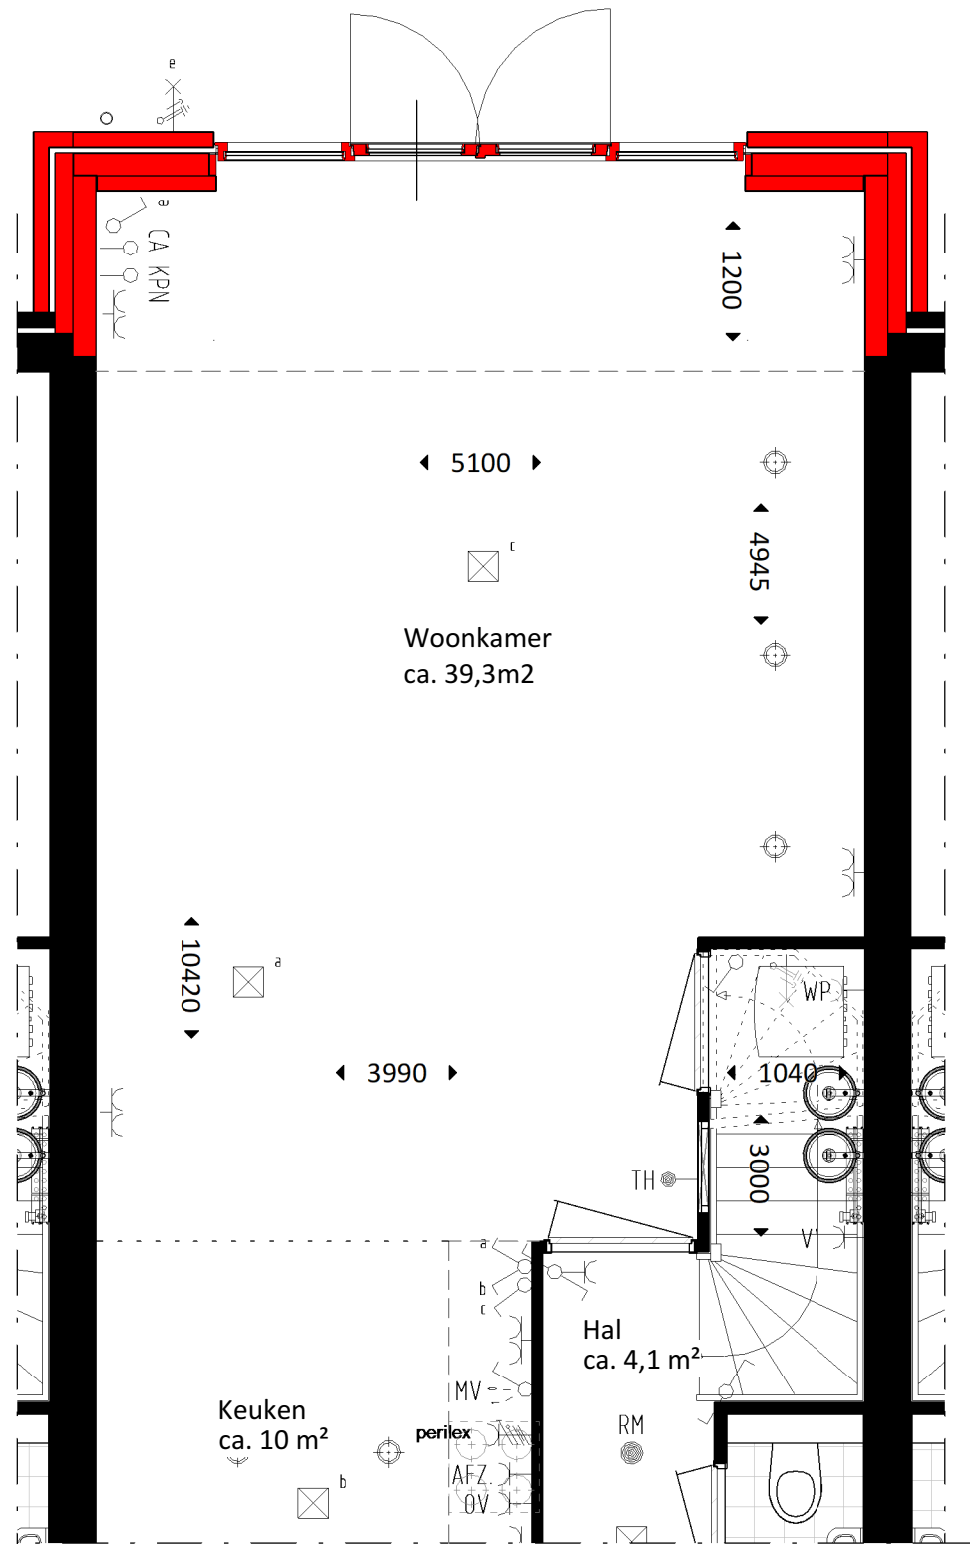 e
a
CA
KPN
1200
5100
c
4945
Woonkamer
ca. 39,3m2
10420
a
WP
3990
1040
3000
TH
a
b
c
Hal
ca. 4,1 m²
MV
Keuken
ca. 10 m²
perilex
RM
AFZ.
OV
b